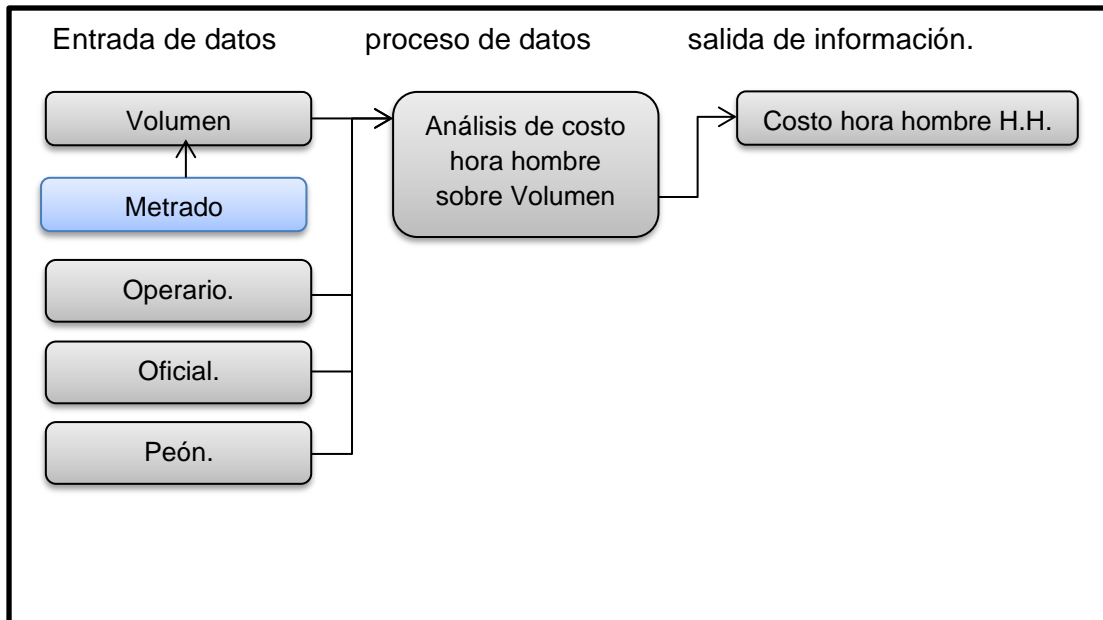 Entrada de datos proceso de datos salida de información.
Volumen
Metrado
Operario.
Oficial.
Peón.
Análisis de costo
hora hombre
sobre Volumen
Costo hora hombre H.H.